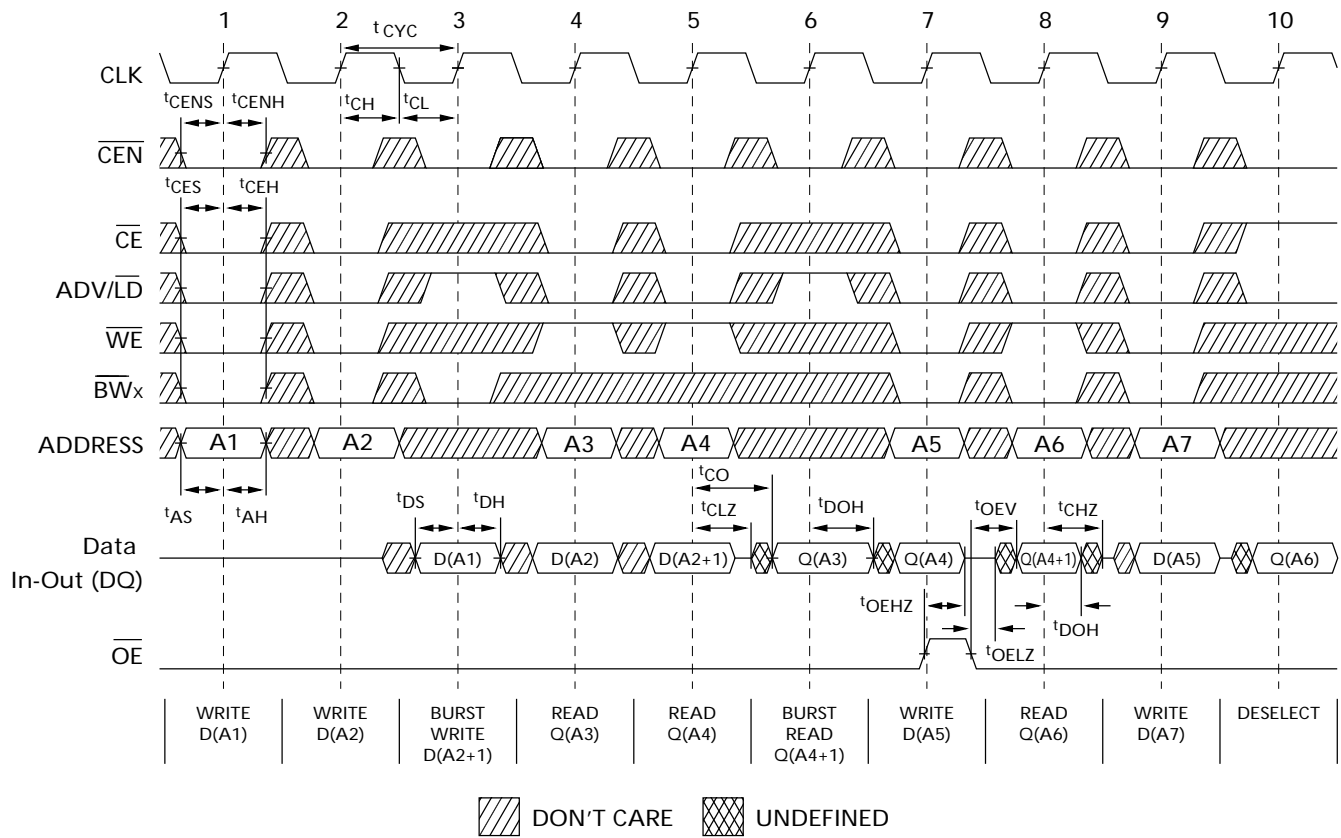 1 2 3 4 5 6 7 8 9 10
tCYC
CLK
tCENS tCENH tCH tCL
CEN
tCES tCEH
CE
ADV/LD
WE
BWx
ADDRESS A1 A2 A3 A4 A5 A6 A7
tCO
tAS tAH tDS tDH tCLZ tDOH tOEV tCHZ
Data
In-Out (DQ)
D(A1) D(A2) D(A2+1) Q(A3) Q(A4) Q(A4+1) D(A5) Q(A6)
tOEHZ tDOH
tOELZ
OE
WRITE
D(A1)
WRITE
D(A2)
BURST
WRITE
D(A2+1)
READ
Q(A3)
READ
Q(A4)
BURST
READ
Q(A4+1)
WRITE
D(A5)
READ
Q(A6)
WRITE
D(A7)
DESELECT
DON'T CARE
UNDEFINED